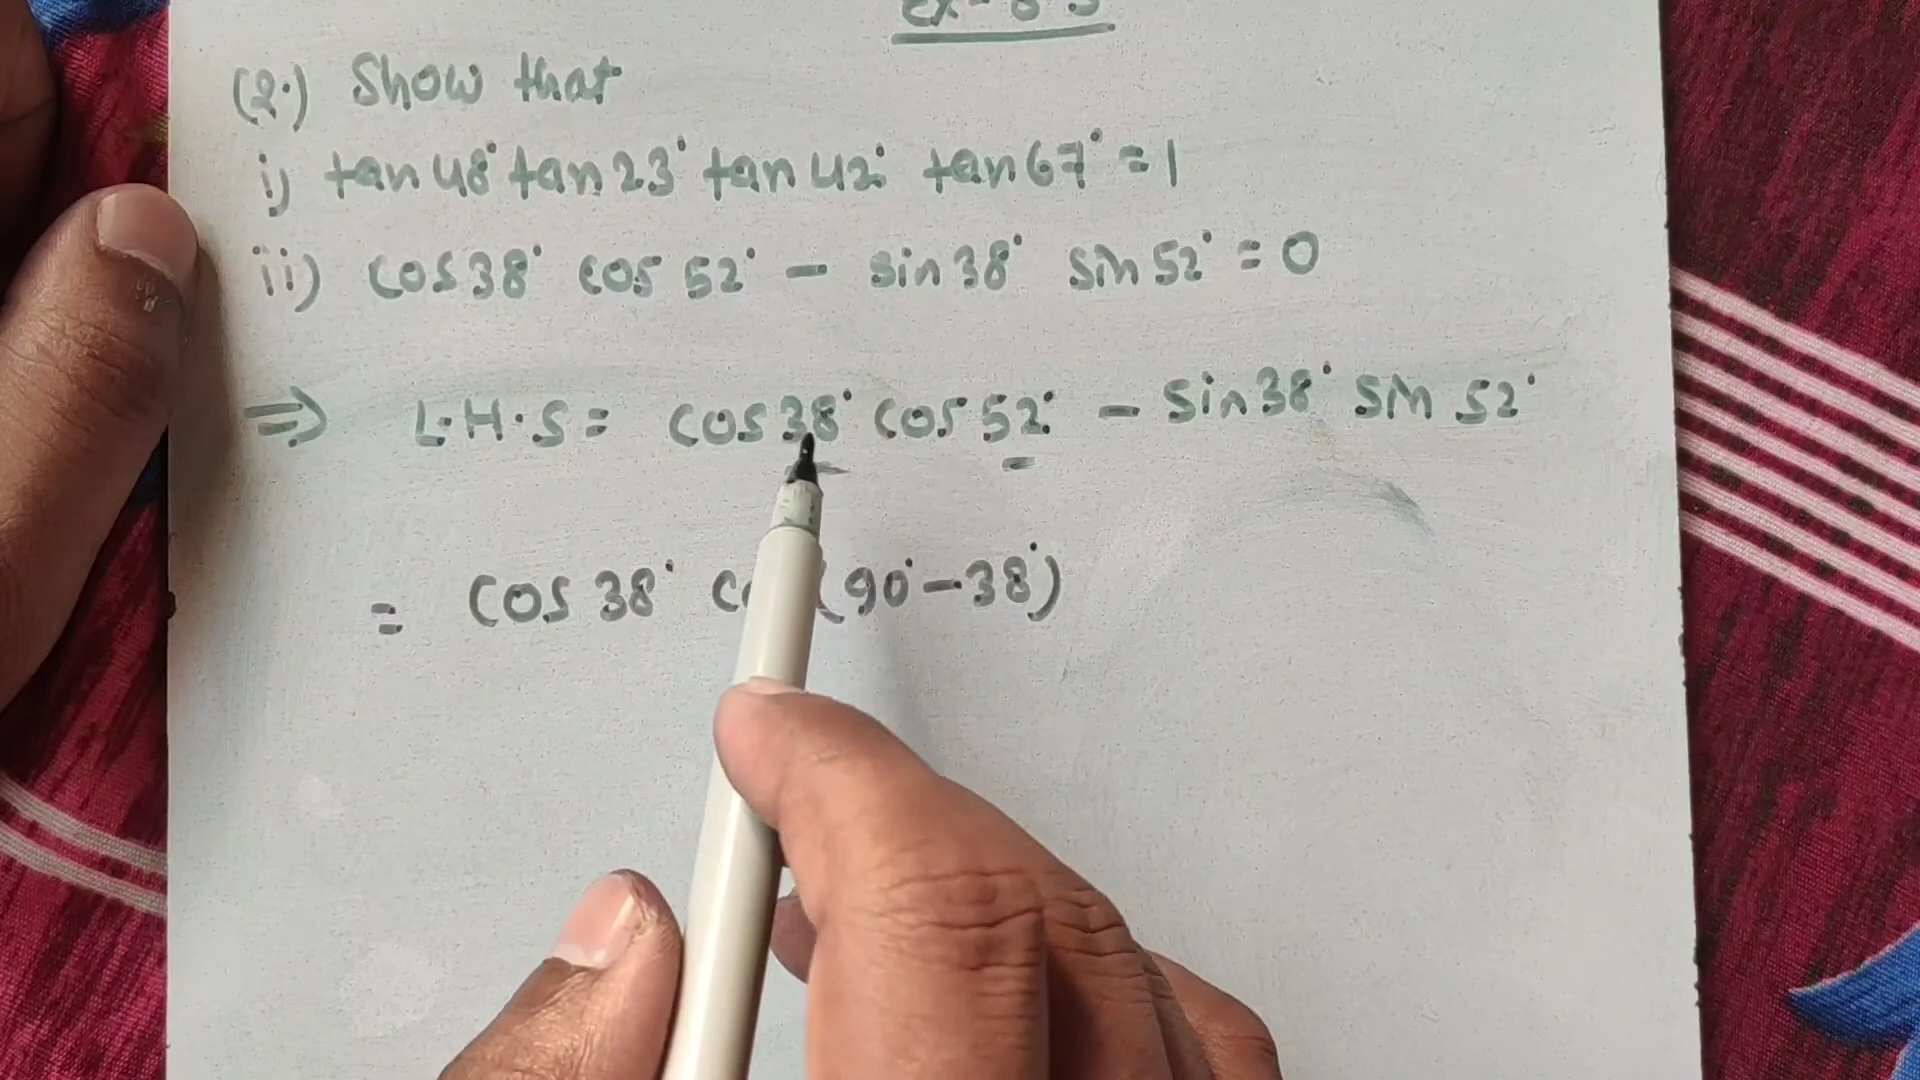 (2.) Show that
i) tan 48° tan 23° tan 42° tan 67° = 1
ii) cos 38° cos 52° - sin 38° sin 52° = 0
⇒ L.H.S = cos 38° cos 52° - sin 38° sin 52°
= cos 38° (90° - 38°)